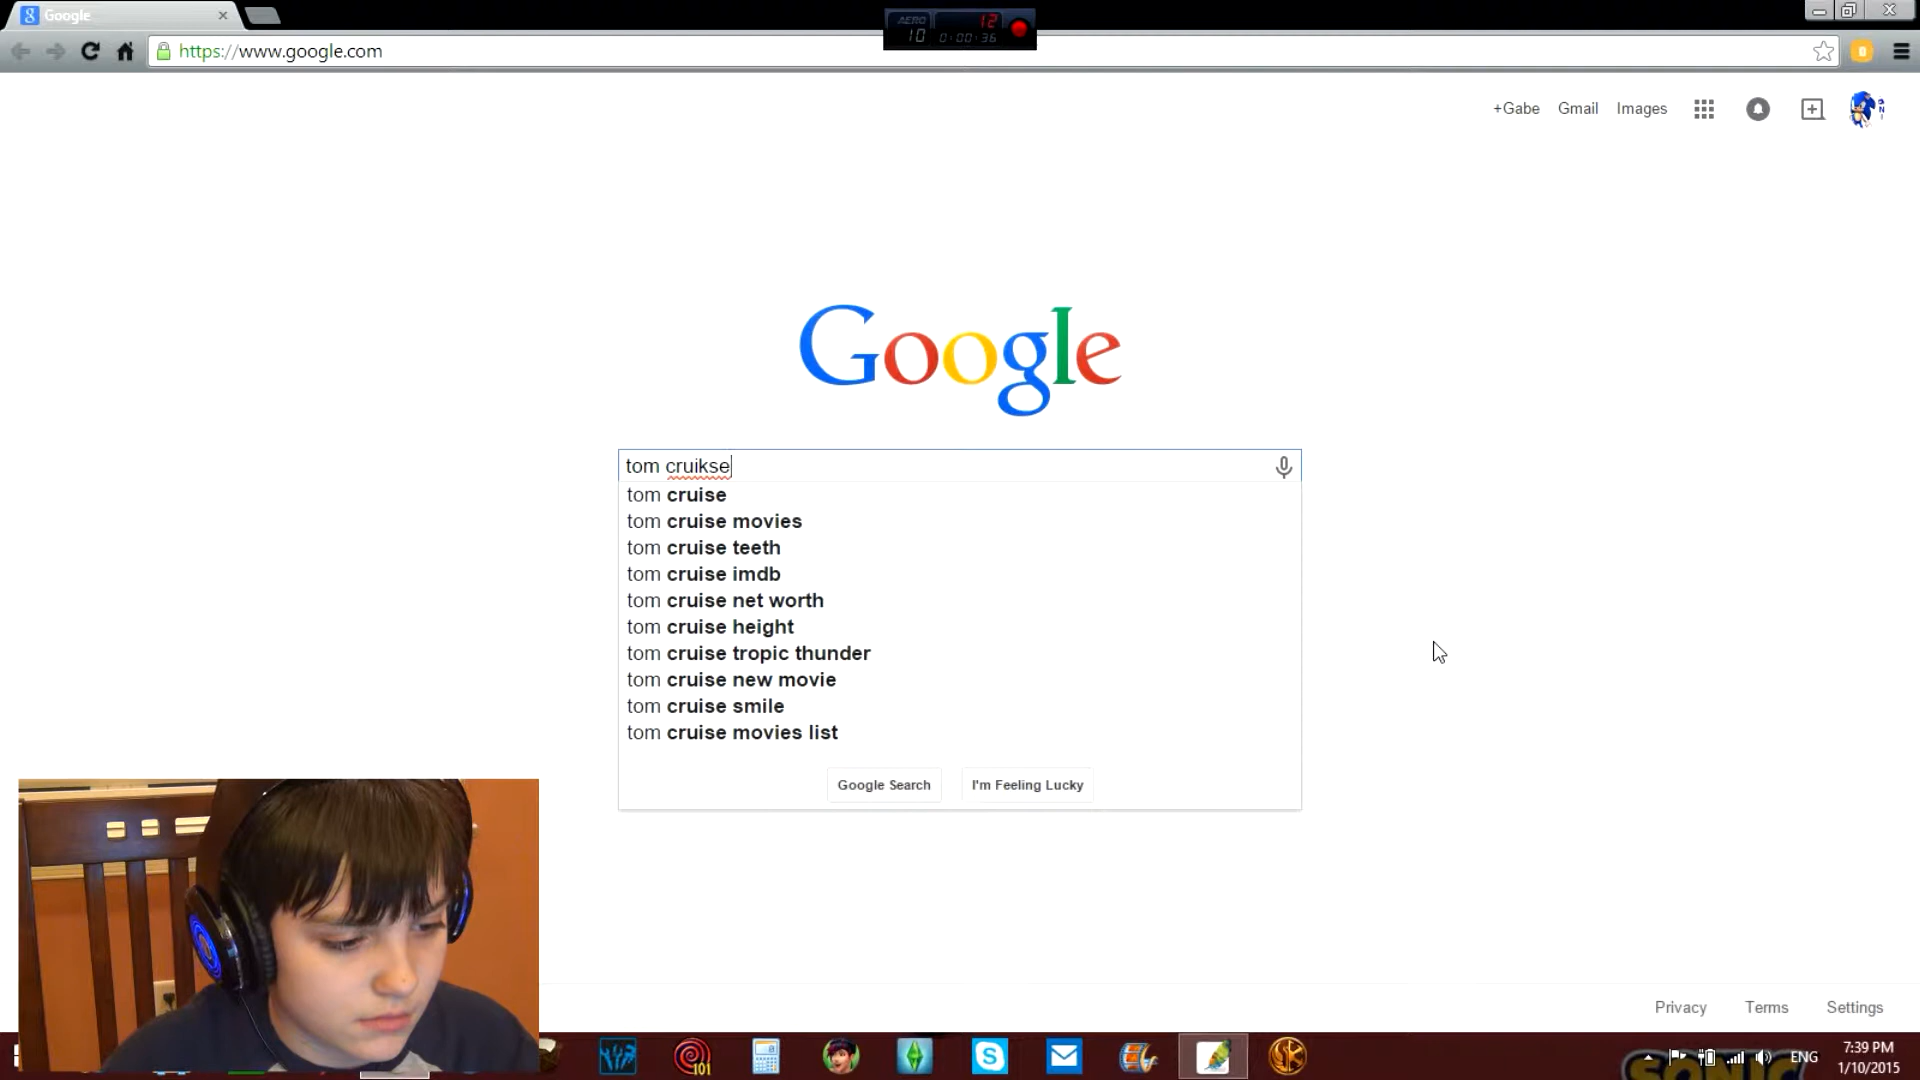 Google
AERO
12
10
0:00:36
https://www.google.com
+Gabe Gmail Images
Google
tom cruikse
tom cruise
tom cruise movies
tom cruise teeth
tom cruise imdb
tom cruise net worth
tom cruise height
tom cruise tropic thunder
tom cruise new movie
tom cruise smile
tom cruise movies list
Google Search I'm Feeling Lucky
Privacy Terms Settings
101
ENG
7:39 PM
1/10/2015
SONIC